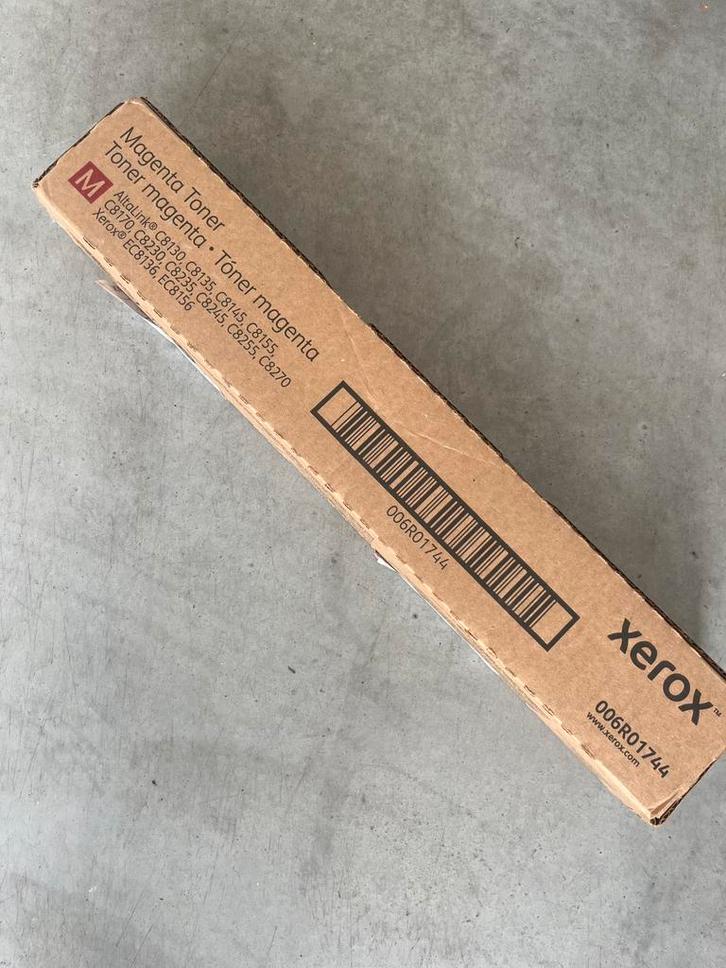 Magenta Toner
Toner magenta • Tóner magenta
M
AltaLink® C8130, C8135, C8145, C8155,
C8170, C8230, C8235, C8245, C8255, C8270
Xerox® EC8136, EC8156
006R01744
xerox™
006R01744
www.xerox.com